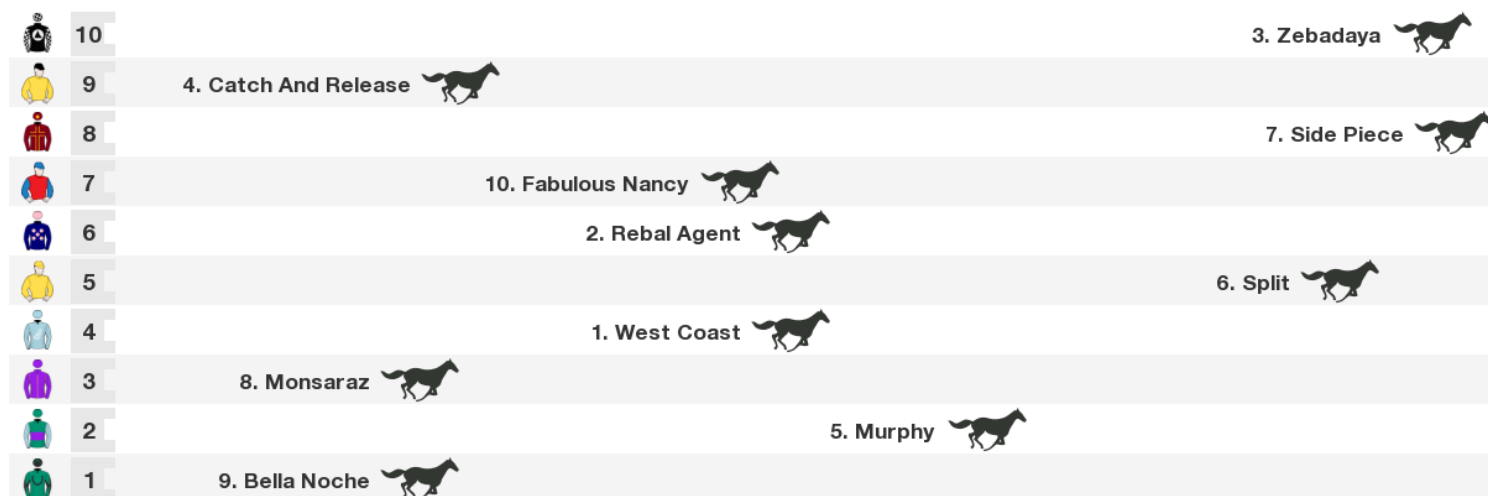 10 3. Zebadaya
9 4. Catch And Release
8 7. Side Piece
7 10. Fabulous Nancy
6 2. Rebal Agent
5 6. Split
4 1. West Coast
3 8. Monsaraz
2 5. Murphy
1 9. Bella Noche